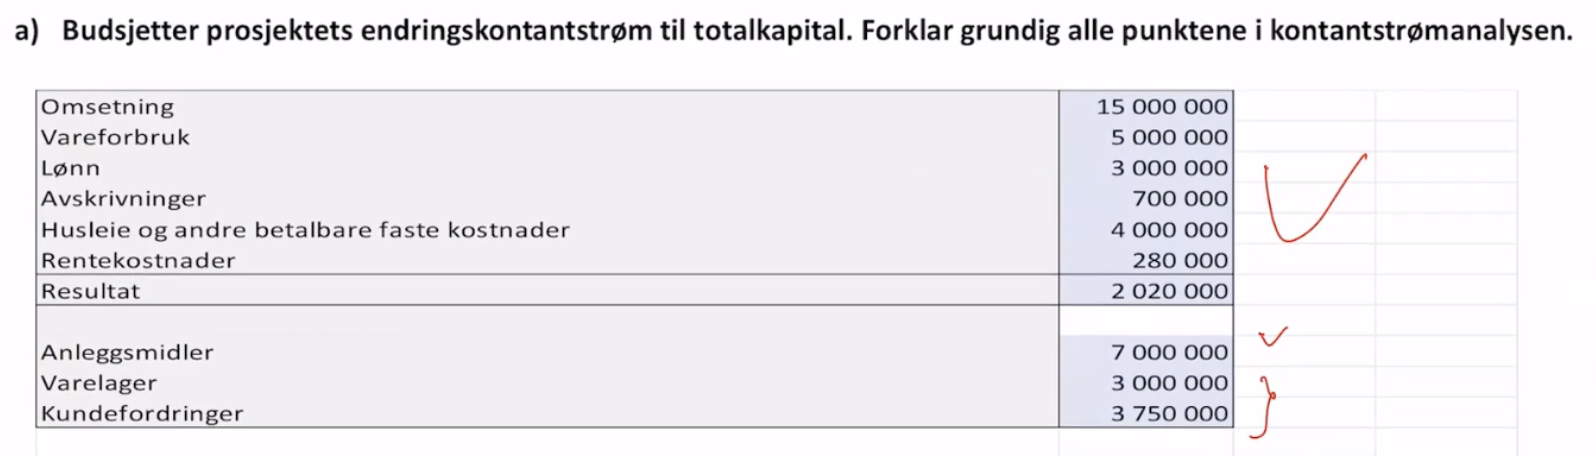 a) Budsjetter prosjektets endringskontantstrøm til totalkapital. Forklar grundig alle punktene i kontantstrømanalysen.
Omsetning 15 000 000
Vareforbruk 5 000 000
Lønn 3 000 000
Avskrivninger 700 000
Husleie og andre betalbare faste kostnader 4 000 000
Rentekostnader 280 000
Resultat 2 020 000
Anleggsmidler 7 000 000
Varelager 3 000 000
Kundefordringer 3 750 000